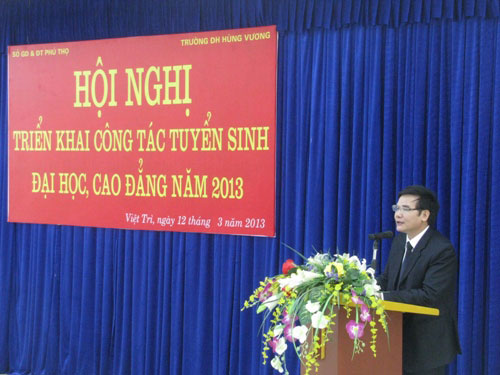 SỞ GD & ĐT PHÚ THỌ
TRƯỜNG ĐH HÙNG VƯƠNG
HỘI NGHỊ
TRIỂN KHAI CÔNG TÁC TUYỂN SINH
ĐẠI HỌC, CAO ĐẲNG NĂM 2013
Việt Trì, ngày 12 tháng 3 năm 2013